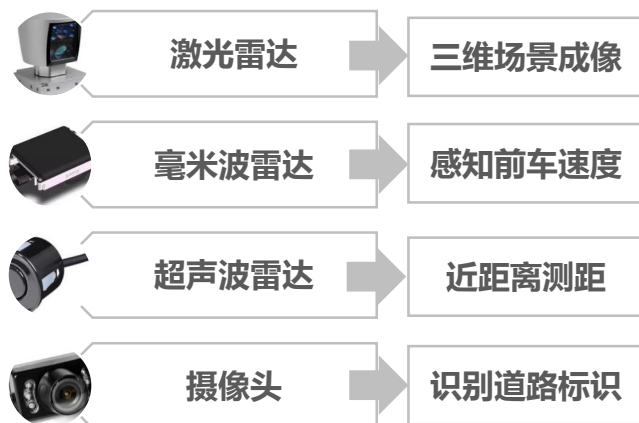 激光雷达
三维场景成像
毫米波雷达
感知前车速度
超声波雷达
近距离测距
摄像头
识别道路标识